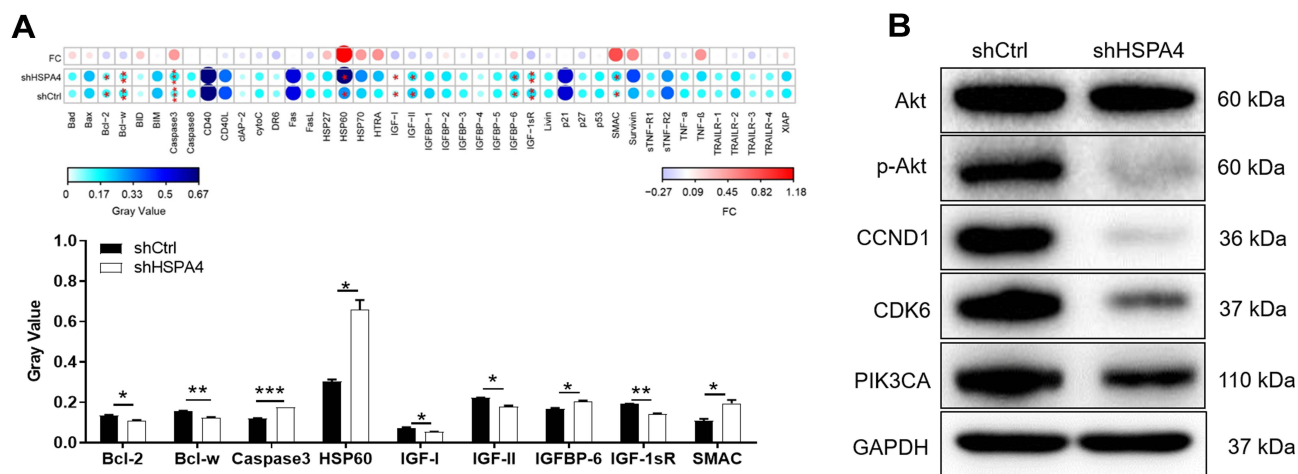 A
FC
shHSPA4
shCtrl
Bad Bax Bcl-2 Bcl-w BID BIM Caspase3 Caspase8 CD40 CD40L cIAP-2 cytoC DR6 Fas FasL HSP27 HSP60 HSP70 HTRA IGF-I IGF-II IGFBP-1 IGFBP-2 IGFBP-3 IGFBP-4 IGFBP-5 IGFBP-6 IGF-1sR Livin p21 p27 p53 SMAC Survivin sTNF-R1 sTNF-R2 TNF-a TNF-ß TRAILR-1 TRAILR-2 TRAILR-3 TRAILR-4 XIAP
0 0.17 0.33 0.5 0.67
Gray Value
−0.27 0.09 0.45 0.82 1.18
FC
shCtrl
shHSPA4
Gray Value
1.0
0.8
0.6
0.4
0.2
0.0
* ** *** * * * * ** *
Bcl-2 Bcl-w Caspase3 HSP60 IGF-I IGF-II IGFBP-6 IGF-1sR SMAC
B
shCtrl shHSPA4
Akt 60 kDa
p-Akt 60 kDa
CCND1 36 kDa
CDK6 37 kDa
PIK3CA 110 kDa
GAPDH 37 kDa